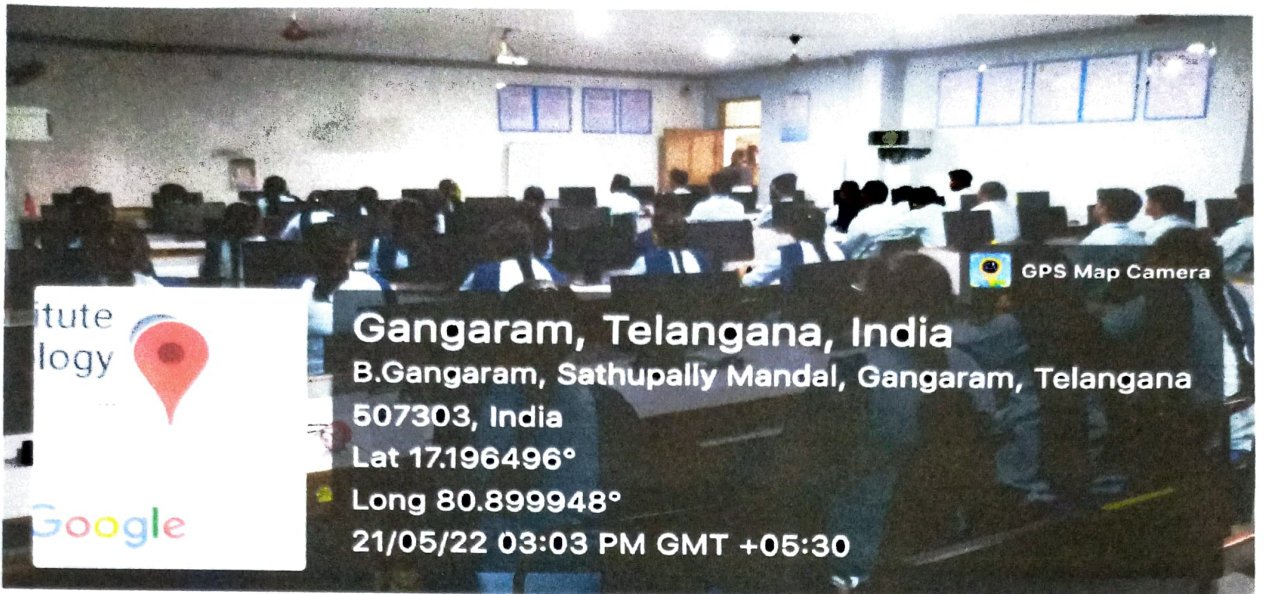 GPS Map Camera
itute
logy
Google
Gangaram, Telangana, India
B.Gangaram, Sathupally Mandal, Gangaram, Telangana
507303, India
Lat 17.196496°
Long 80.899948°
21/05/22 03:03 PM GMT +05:30